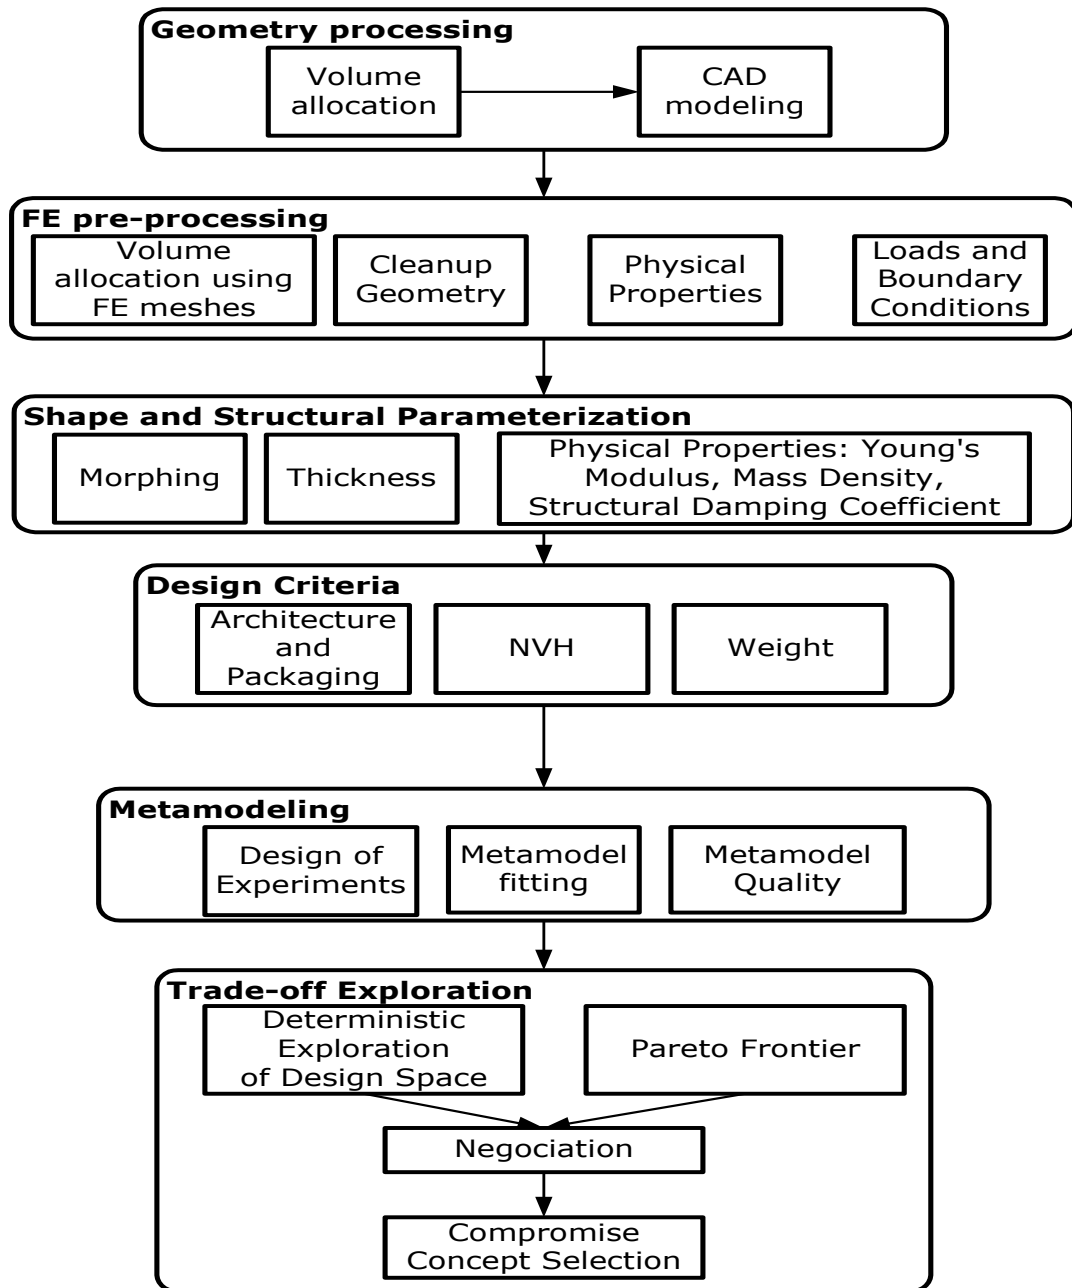 Geometry processing
Volume
allocation
CAD
modeling
FE pre-processing
Volume
allocation using
FE meshes
Cleanup
Geometry
Physical
Properties
Loads and
Boundary
Conditions
Shape and Structural Parameterization
Morphing
Thickness
Physical Properties: Young's
Modulus, Mass Density,
Structural Damping Coefficient
Design Criteria
Architecture
and
Packaging
NVH
Weight
Metamodeling
Design of
Experiments
Metamodel
fitting
Metamodel
Quality
Trade-off Exploration
Deterministic
Exploration
of Design Space
Pareto Frontier
Negociation
Compromise
Concept Selection